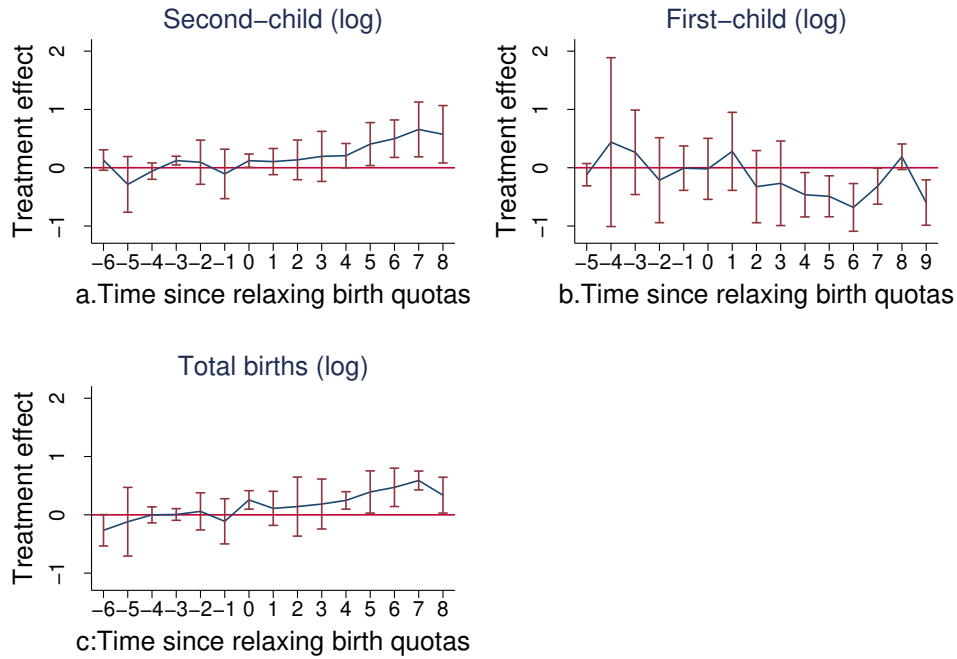 Second−child (log)
Treatment effect
2
1
0
−1
−6−5−4−3−2−1 0 1 2 3 4 5 6 7 8
a.Time since relaxing birth quotas
First−child (log)
Treatment effect
2
1
0
−1
−5−4−3−2−1 0 1 2 3 4 5 6 7 8 9
b.Time since relaxing birth quotas
Total births (log)
Treatment effect
2
1
0
−1
−6−5−4−3−2−1 0 1 2 3 4 5 6 7 8
c:Time since relaxing birth quotas